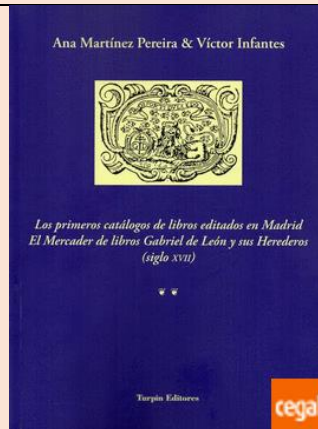 Ana Martínez Pereira & Víctor Infantes
Los primeros catálogos de libros editados en Madrid
El Mercader de libros Gabriel de León y sus Herederos
(siglo XVII)
Turpin Editores
cegal